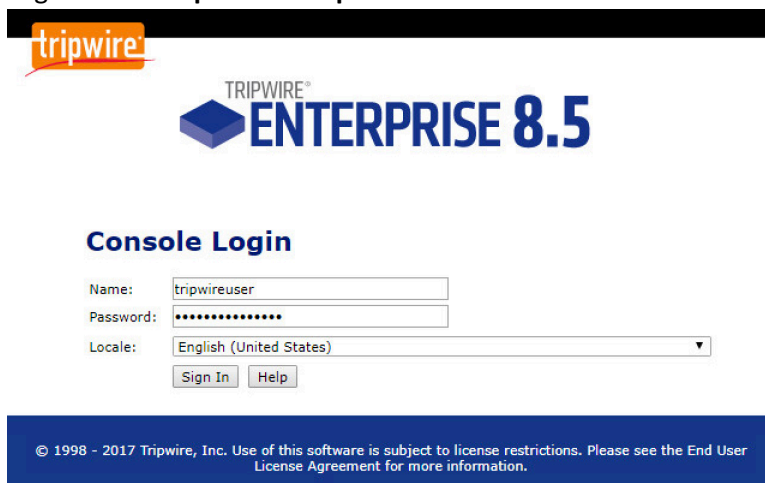 tripwire
TRIPWIRE®
ENTERPRISE 8.5
Console Login
Name: tripwireuser
Password: •••••••••••••••
Locale: English (United States)
Sign In Help
© 1998 - 2017 Tripwire, Inc. Use of this software is subject to license restrictions. Please see the End User
License Agreement for more information.